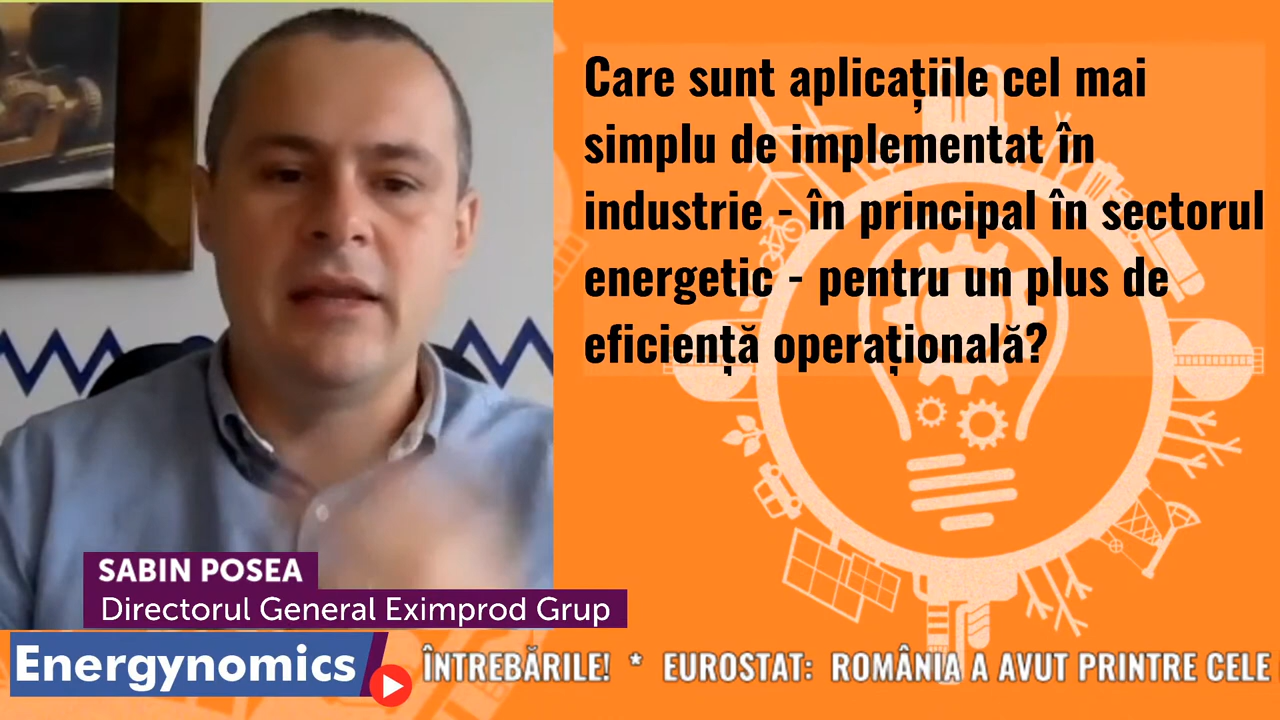 Care sunt aplicațiile cel mai
simplu de implementat în
industrie - în principal în sectorul
energetic - pentru un plus de
eficiență operațională?
SABIN POSEA
Directorul General Eximprod Grup
Energynomics
ÎNTREBĂRILE! * EUROSTAT: ROMÂNIA A AVUT PRINTRE CELE